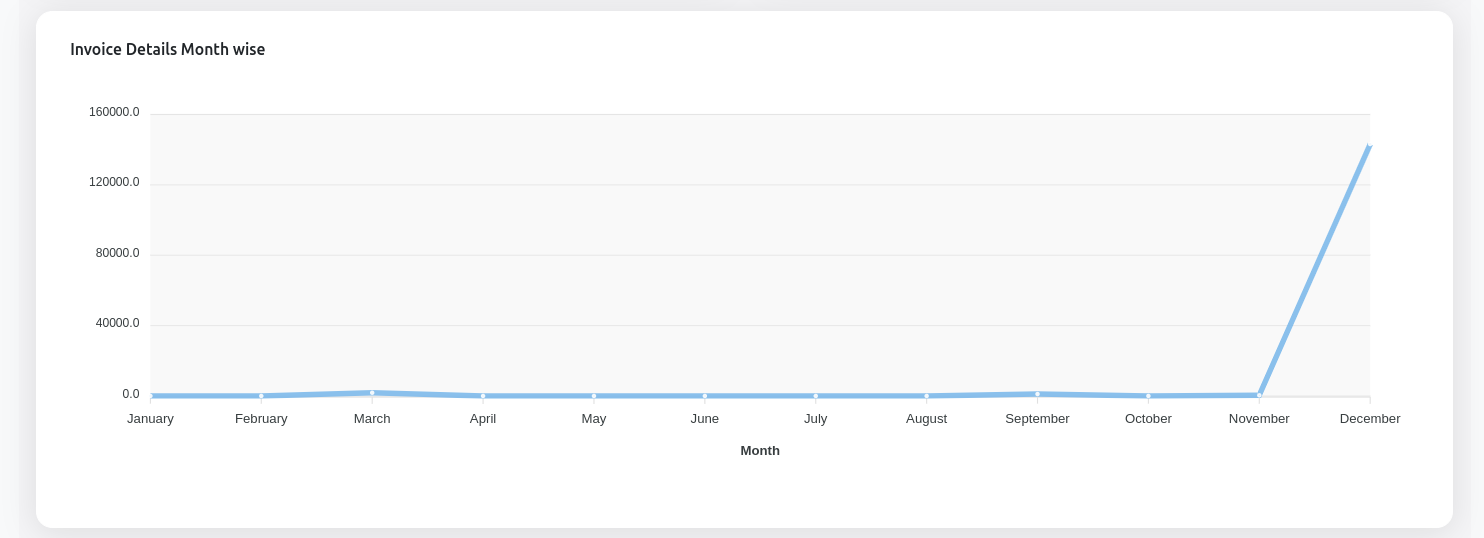 Invoice Details Month wise
160000.0
120000.0
80000.0
40000.0
0.0
January February March April May June July August September October November December
Month